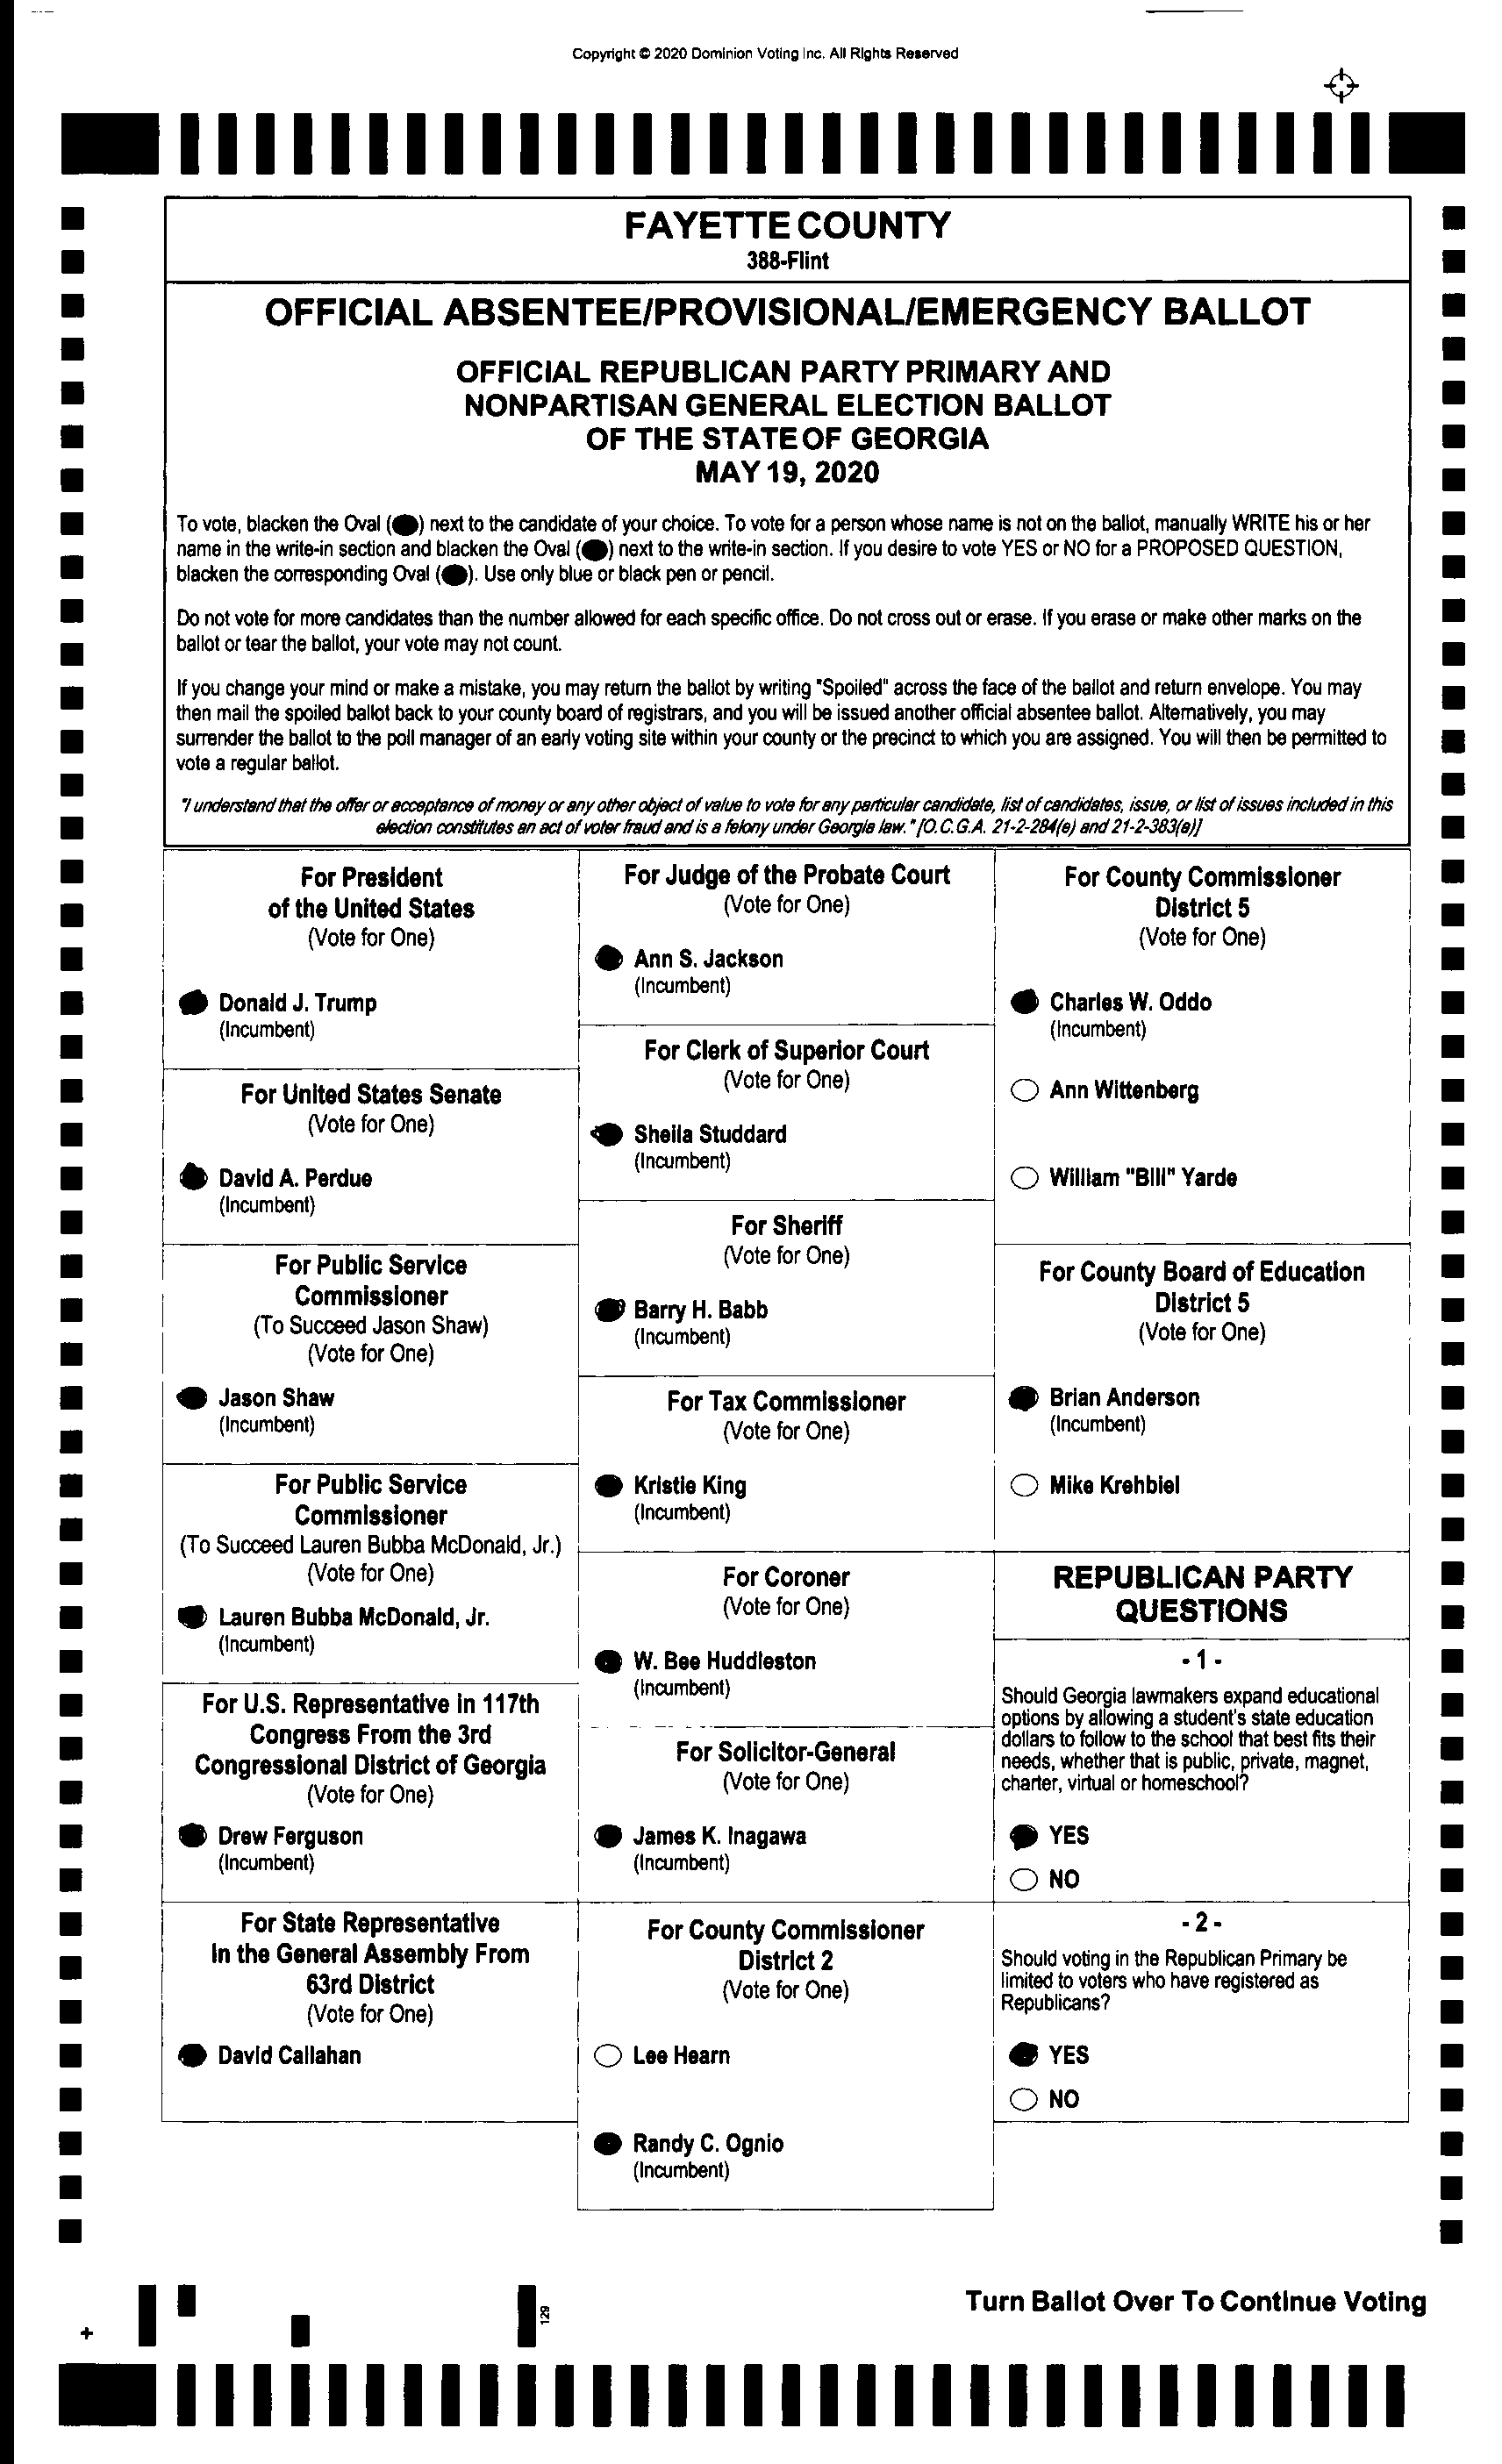 Copyright © 2020 Dominion Voting Inc. All Rights Reserved
FAYETTE COUNTY
388-Flint
OFFICIAL ABSENTEE/PROVISIONAL/EMERGENCY BALLOT
OFFICIAL REPUBLICAN PARTY PRIMARY AND
NONPARTISAN GENERAL ELECTION BALLOT
OF THE STATE OF GEORGIA
MAY 19, 2020
To vote, blacken the Oval ( ) next to the candidate of your choice. To vote for a person whose name is not on the ballot, manually WRITE his or her
name in the write-in section and blacken the Oval ( ) next to the write-in section. If you desire to vote YES or NO for a PROPOSED QUESTION,
blacken the corresponding Oval ( ). Use only blue or black pen or pencil.
Do not vote for more candidates than the number allowed for each specific office. Do not cross out or erase. If you erase or make other marks on the
ballot or tear the ballot, your vote may not count.
If you change your mind or make a mistake, you may return the ballot by writing "Spoiled" across the face of the ballot and return envelope. You may
then mail the spoiled ballot back to your county board of registrars, and you will be issued another official absentee ballot. Alternatively, you may
surrender the ballot to the poll manager of an early voting site within your county or the precinct to which you are assigned. You will then be permitted to
vote a regular ballot.
"I understand that the offer or acceptance of money or any other object of value to vote for any particular candidate, list of candidates, issue, or list of issues included in this
election constitutes an act of voter fraud and is a felony under Georgia law." [O.C.G.A. 21-2-284(e) and 21-2-383(a)]
For President
of the United States
(Vote for One)
Donald J. Trump
(Incumbent)
For United States Senate
(Vote for One)
David A. Perdue
(Incumbent)
For Public Service
Commissioner
(To Succeed Jason Shaw)
(Vote for One)
Jason Shaw
(Incumbent)
For Public Service
Commissioner
(To Succeed Lauren Bubba McDonald, Jr.)
(Vote for One)
Lauren Bubba McDonald, Jr.
(Incumbent)
For U.S. Representative in 117th
Congress From the 3rd
Congressional District of Georgia
(Vote for One)
Drew Ferguson
(Incumbent)
For State Representative
In the General Assembly From
63rd District
(Vote for One)
David Callahan
For Judge of the Probate Court
(Vote for One)
Ann S. Jackson
(Incumbent)
For Clerk of Superior Court
(Vote for One)
Sheila Studdard
(Incumbent)
For Sheriff
(Vote for One)
Barry H. Babb
(Incumbent)
For Tax Commissioner
(Vote for One)
Kristie King
(Incumbent)
For Coroner
(Vote for One)
W. Bee Huddleston
(Incumbent)
For Solicitor-General
(Vote for One)
James K. Inagawa
(Incumbent)
For County Commissioner
District 2
(Vote for One)
Lee Hearn
Randy C. Ognio
(Incumbent)
For County Commissioner
District 5
(Vote for One)
Charles W. Oddo
(Incumbent)
Ann Wittenberg
William "Bill" Yarde
For County Board of Education
District 5
(Vote for One)
Brian Anderson
(Incumbent)
Mike Krehbiel
REPUBLICAN PARTY
QUESTIONS
- 1 -
Should Georgia lawmakers expand educational
options by allowing a student's state education
dollars to follow to the school that best fits their
needs, whether that is public, private, magnet,
charter, virtual or homeschool?
YES
NO
- 2 -
Should voting in the Republican Primary be
limited to voters who have registered as
Republicans?
YES
NO
129
Turn Ballot Over To Continue Voting